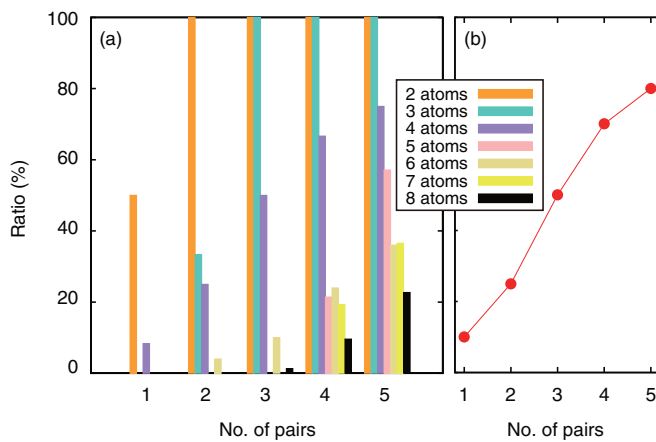 100
80
60
40
20
0
Ratio (%)
(a)
1 2 3 4 5
No. of pairs
2 atoms
3 atoms
4 atoms
5 atoms
6 atoms
7 atoms
8 atoms
(b)
1 2 3 4 5
No. of pairs